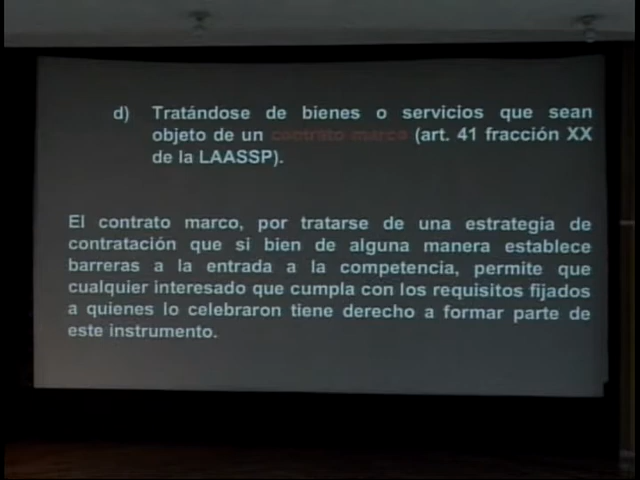 d) Tratándose de bienes o servicios que sean
objeto de un contrato marco (art. 41 fracción XX
de la LAASSP).
El contrato marco, por tratarse de una estrategia de
contratación que si bien de alguna manera establece
barreras a la entrada a la competencia, permite que
cualquier interesado que cumpla con los requisitos fijados
a quienes lo celebraron tiene derecho a formar parte de
este instrumento.